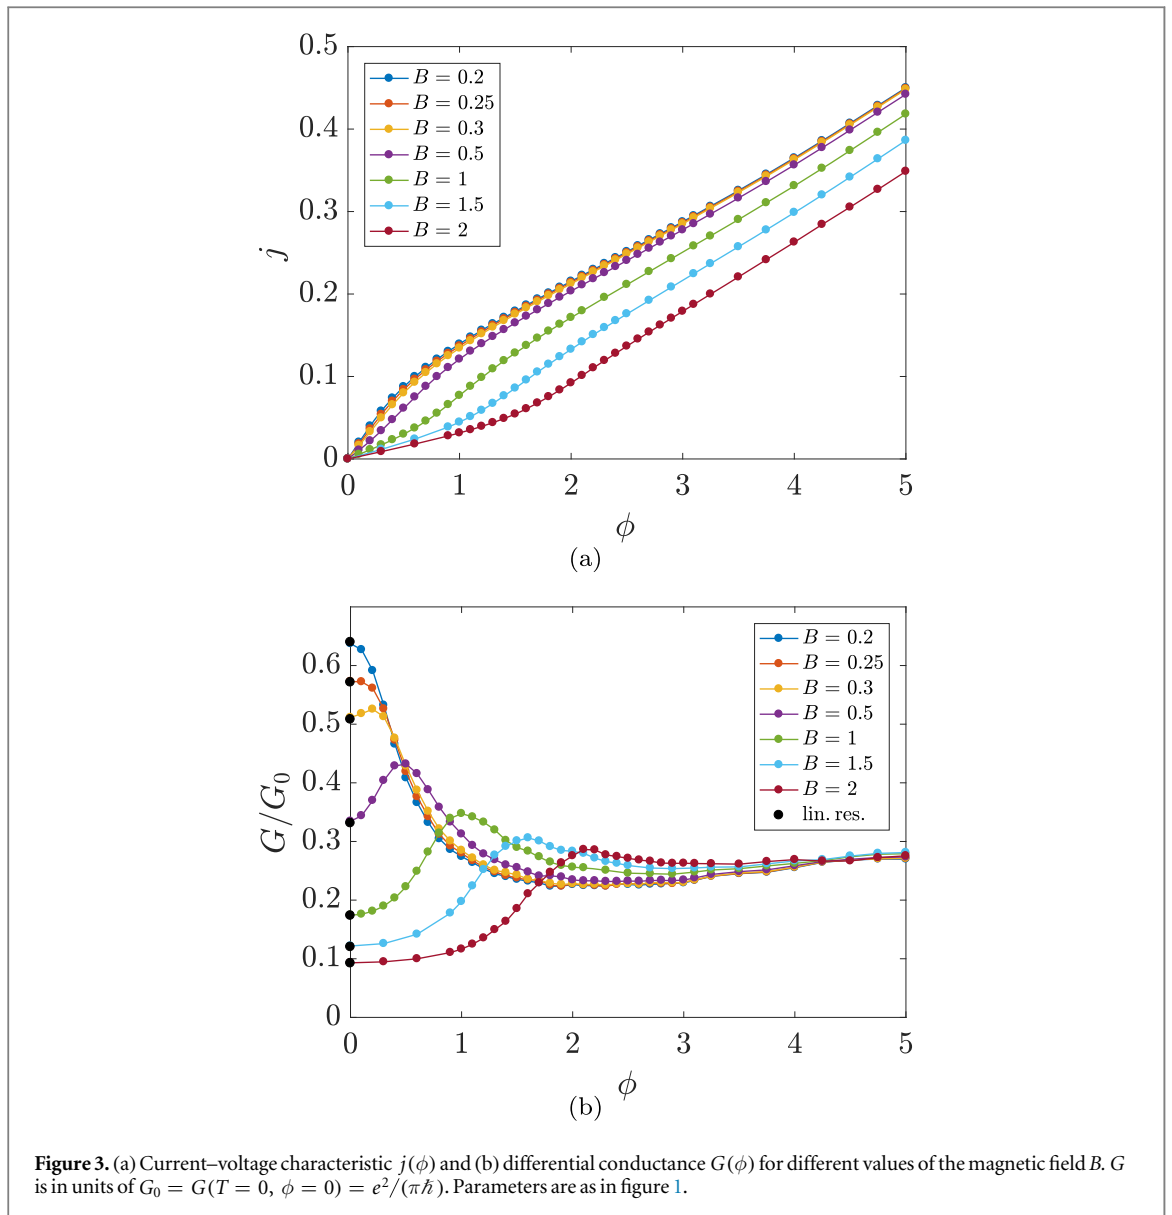 0.5
0.4
0.3
0.2
0.1
0
j
B = 0.2
B = 0.25
B = 0.3
B = 0.5
B = 1
B = 1.5
B = 2
0 1 2 3 4 5
ϕ
(a)
0.6
0.5
0.4
0.3
0.2
0.1
0
G/G₀
B = 0.2
B = 0.25
B = 0.3
B = 0.5
B = 1
B = 1.5
B = 2
lin. res.
0 1 2 3 4 5
ϕ
(b)
Figure 3. (a) Current–voltage characteristic j(ϕ) and (b) differential conductance G(ϕ) for different values of the magnetic field B. G
is in units of G₀ = G(T = 0, ϕ = 0) = e²/(πℏ). Parameters are as in figure 1.